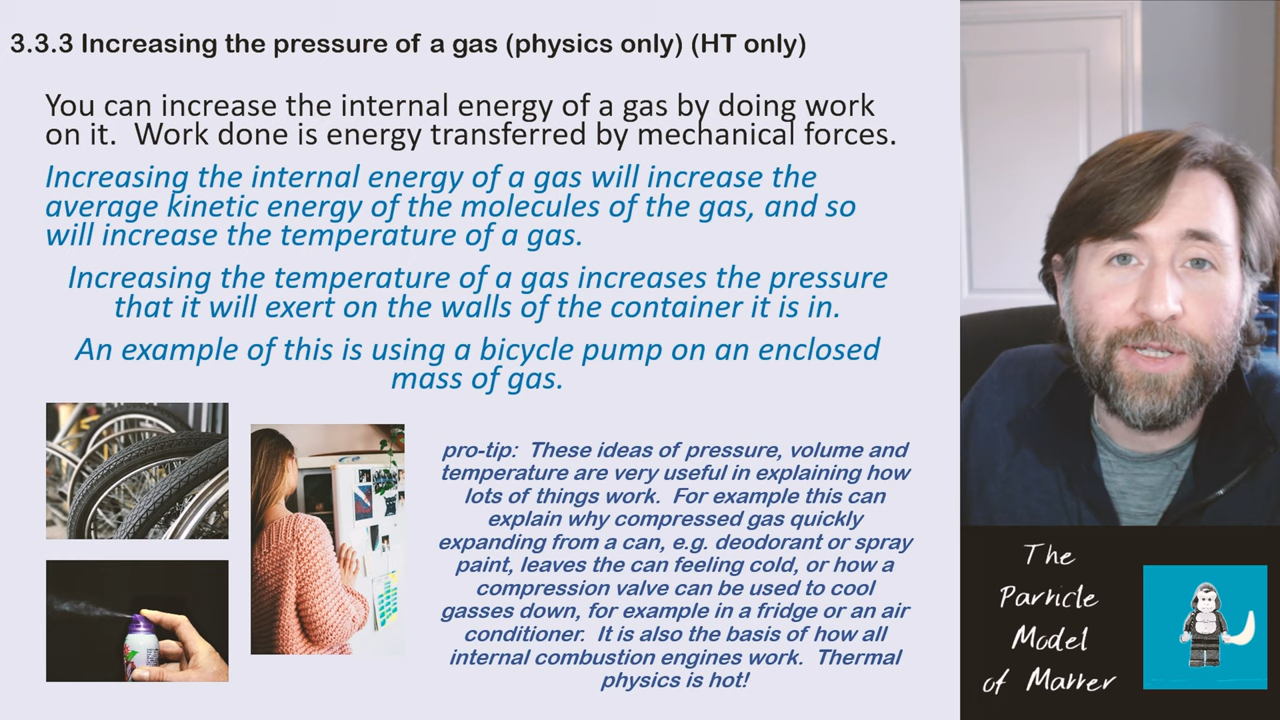 3.3.3 Increasing the pressure of a gas (physics only) (HT only)
You can increase the internal energy of a gas by doing work
on it.  Work done is energy transferred by mechanical forces.
Increasing the internal energy of a gas will increase the
average kinetic energy of the molecules of the gas, and so
will increase the temperature of a gas.
Increasing the temperature of a gas increases the pressure
that it will exert on the walls of the container it is in.
An example of this is using a bicycle pump on an enclosed
mass of gas.
pro-tip:  These ideas of pressure, volume and
temperature are very useful in explaining how
lots of things work.  For example this can
explain why compressed gas quickly
expanding from a can, e.g. deodorant or spray
paint, leaves the can feeling cold, or how a
compression valve can be used to cool
gasses down, for example in a fridge or an air
conditioner.  It is also the basis of how all
internal combustion engines work.  Thermal
physics is hot!
The
Particle
Model
of Matter